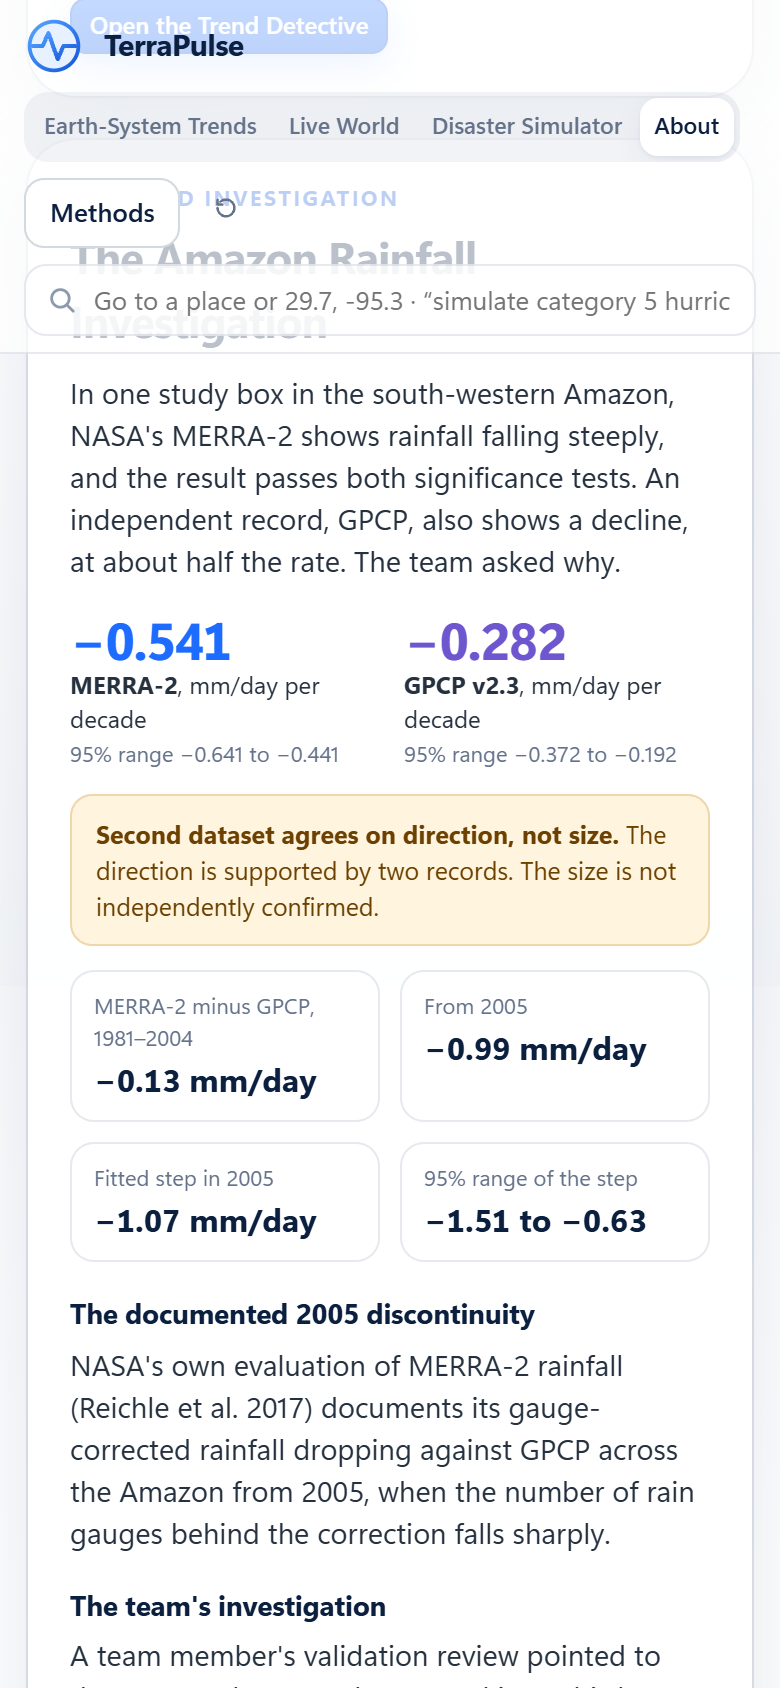 Open the Trend Detective
TerraPulse
Earth-System Trends Live World Disaster Simulator About
D INVESTIGATION
Methods
The Amazon Rainfall
Go to a place or 29.7, -95.3 · “simulate category 5 hurric
Investigation
In one study box in the south-western Amazon,
NASA's MERRA-2 shows rainfall falling steeply,
and the result passes both significance tests. An
independent record, GPCP, also shows a decline,
at about half the rate. The team asked why.
−0.541
MERRA-2, mm/day per
decade
95% range −0.641 to −0.441
−0.282
GPCP v2.3, mm/day per
decade
95% range −0.372 to −0.192
Second dataset agrees on direction, not size. The
direction is supported by two records. The size is not
independently confirmed.
MERRA-2 minus GPCP,
1981–2004
−0.13 mm/day
From 2005
−0.99 mm/day
Fitted step in 2005
−1.07 mm/day
95% range of the step
−1.51 to −0.63
The documented 2005 discontinuity
NASA's own evaluation of MERRA-2 rainfall
(Reichle et al. 2017) documents its gauge-
corrected rainfall dropping against GPCP across
the Amazon from 2005, when the number of rain
gauges behind the correction falls sharply.
The team's investigation
A team member's validation review pointed to